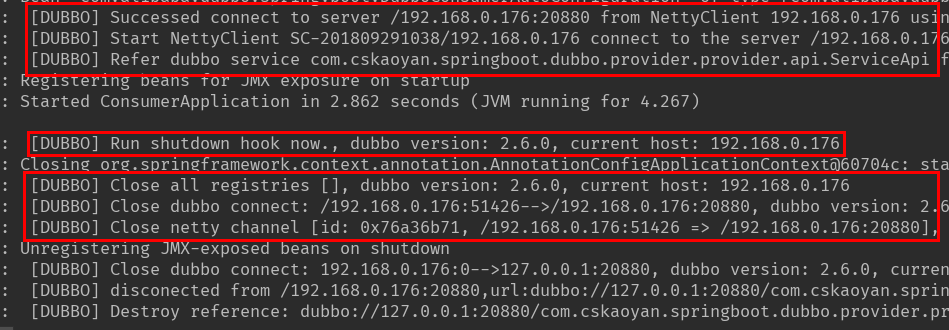 : [DUBBO] Successed connect to server /192.168.0.176:20880 from NettyClient 192.168.0.176 usin
: [DUBBO] Start NettyClient SC-201809291038/192.168.0.176 connect to the server /192.168.0.176
: [DUBBO] Refer dubbo service com.cskaoyan.springboot.dubbo.provider.provider.api.ServiceApi f
: Registering beans for JMX exposure on startup
: Started ConsumerApplication in 2.862 seconds (JVM running for 4.267)
: [DUBBO] Run shutdown hook now., dubbo version: 2.6.0, current host: 192.168.0.176
: Closing org.springframework.context.annotation.AnnotationConfigApplicationContext@60704c: sta
: [DUBBO] Close all registries [], dubbo version: 2.6.0, current host: 192.168.0.176
: [DUBBO] Close dubbo connect: /192.168.0.176:51426-->/192.168.0.176:20880, dubbo version: 2.6
: [DUBBO] Close netty channel [id: 0x76a36b71, /192.168.0.176:51426 => /192.168.0.176:20880],
: Unregistering JMX-exposed beans on shutdown
: [DUBBO] Close dubbo connect: 192.168.0.176:0-->127.0.0.1:20880, dubbo version: 2.6.0, curren
: [DUBBO] disconected from /192.168.0.176:20880,url:dubbo://127.0.0.1:20880/com.cskaoyan.sprin
: [DUBBO] Destroy reference: dubbo://127.0.0.1:20880/com.cskaoyan.springboot.dubbo.provider.pr